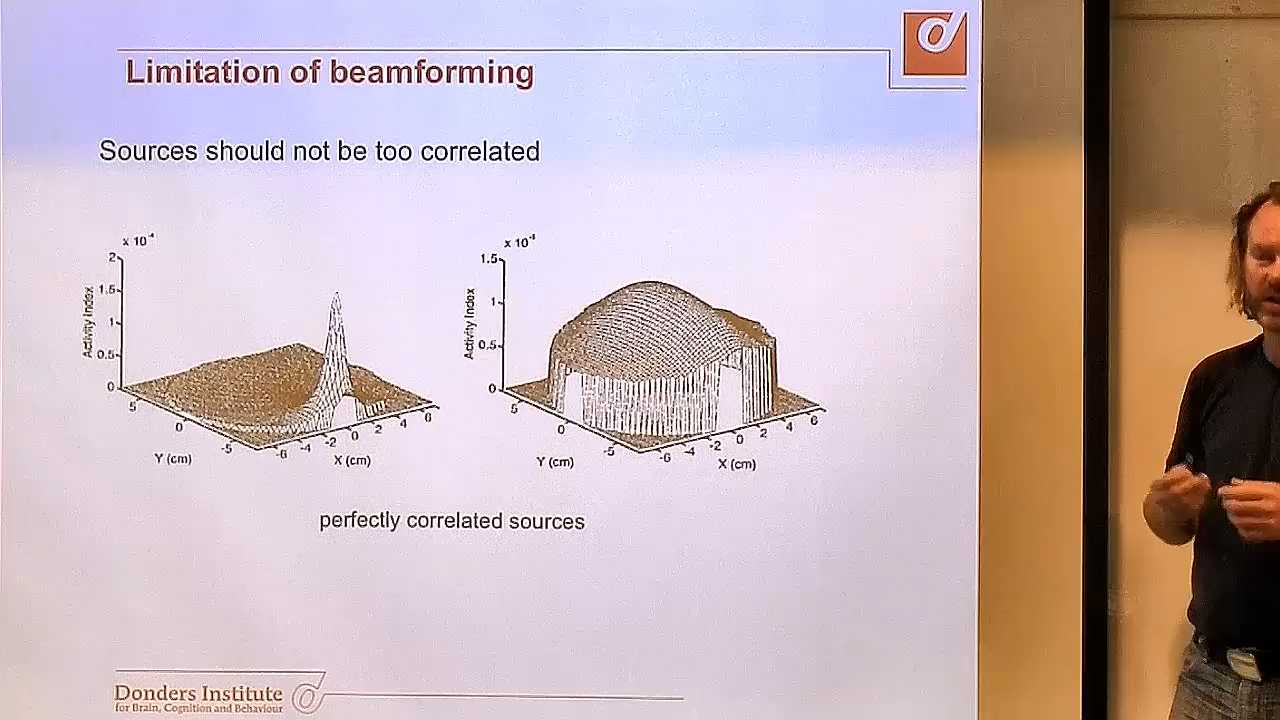 Limitation of beamforming
Sources should not be too correlated
x 10⁻⁴
2
1.5
1
0.5
0
Activity Index
5
0
-5
Y (cm)
-6 -4 -2 0 2 4 6
X (cm)
x 10⁻⁴
1.5
1
0.5
0
Activity Index
5
0
-5
Y (cm)
-6 -4 -2 0 2 4 6
X (cm)
perfectly correlated sources
Donders Institute
for Brain, Cognition and Behaviour